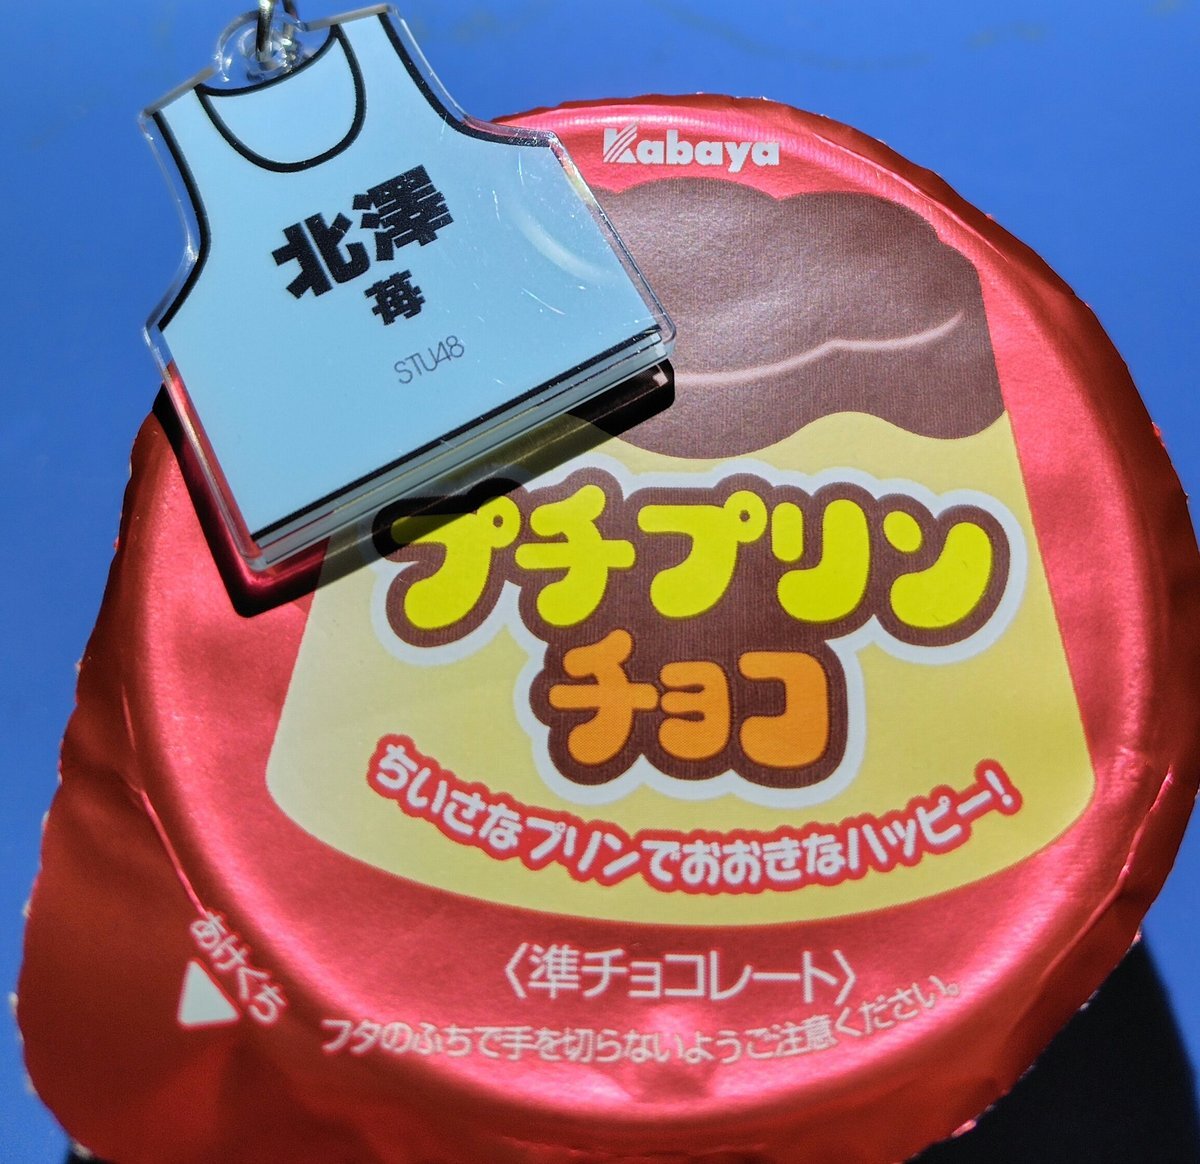 北澤
苺
STU48
Kabaya
プチプリン
チョコ
ちいさなプリンでおおきなハッピー!
〈準チョコレート〉
あけくち
フタのふちで手を切らないようご注意ください。